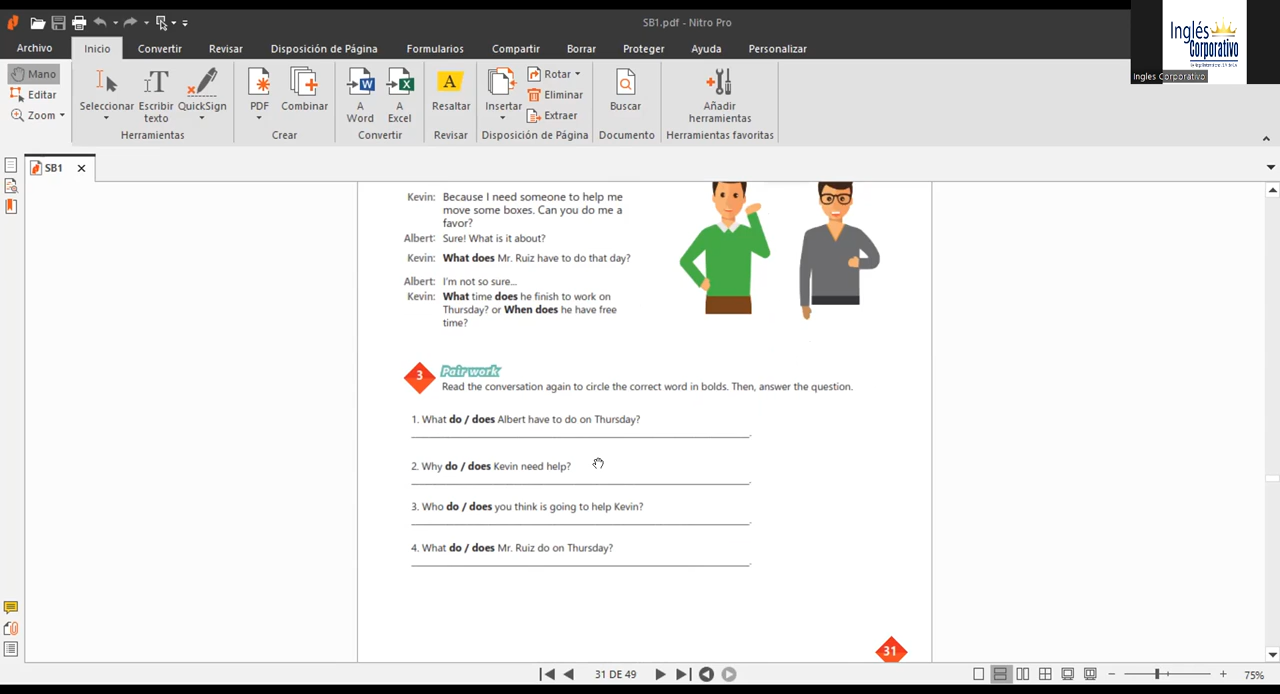 SB1.pdf - Nitro Pro
Inglés
Corporativo
Ingles Corporativo
Archivo Inicio Convertir Revisar Disposición de Página Formularios Compartir Borrar Proteger Ayuda Personalizar
Mano
Editar
Zoom
Seleccionar
Escribir texto
QuickSign
Herramientas
PDF
Combinar
Crear
A Word
A Excel
Convertir
Resaltar
Revisar
Insertar
Rotar
Eliminar
Extraer
Disposición de Página
Buscar
Documento
Añadir herramientas
Herramientas favoritas
SB1
Kevin: Because I need someone to help me
move some boxes. Can you do me a
favor?
Albert: Sure! What is it about?
Kevin: What does Mr. Ruiz have to do that day?
Albert: I'm not so sure...
Kevin: What time does he finish to work on
Thursday? or When does he have free
time?
3 Pair work
Read the conversation again to circle the correct word in bolds. Then, answer the question.
1. What do / does Albert have to do on Thursday?
2. Why do / does Kevin need help?
3. Who do / does you think is going to help Kevin?
4. What do / does Mr. Ruiz do on Thursday?
31
31 DE 49
75%